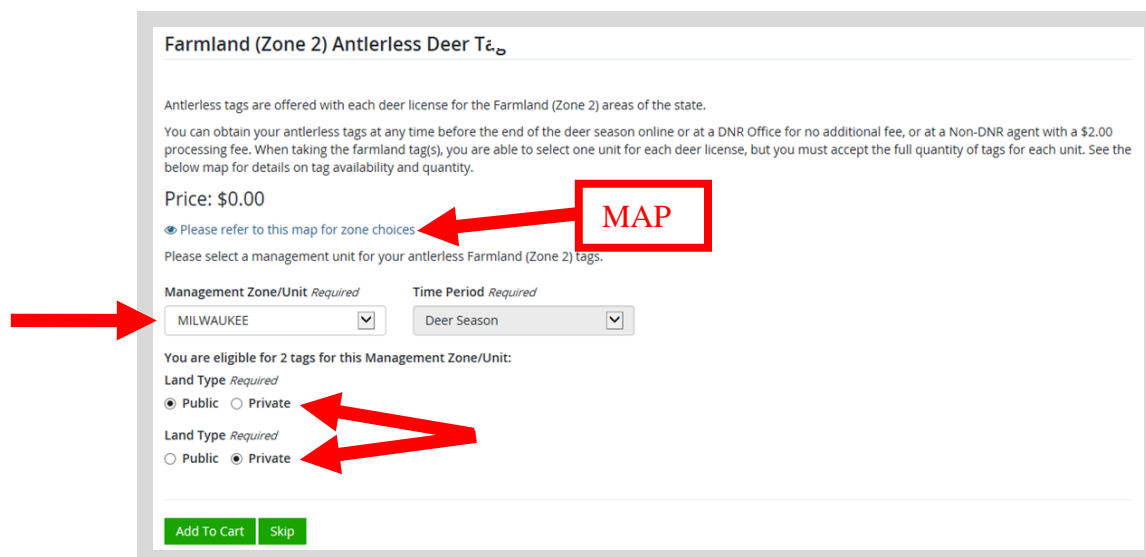 Farmland (Zone 2) Antlerless Deer Tag
Antlerless tags are offered with each deer license for the Farmland (Zone 2) areas of the state.
You can obtain your antlerless tags at any time before the end of the deer season online or at a DNR Office for no additional fee, or at a Non-DNR agent with a $2.00
processing fee. When taking the farmland tag(s), you are able to select one unit for each deer license, but you must accept the full quantity of tags for each unit. See the
below map for details on tag availability and quantity.
Price: $0.00
MAP
Please refer to this map for zone choices
Please select a management unit for your antlerless Farmland (Zone 2) tags.
Management Zone/Unit Required Time Period Required
MILWAUKEE Deer Season
You are eligible for 2 tags for this Management Zone/Unit:
Land Type Required
Public Private
Land Type Required
Public Private
Add To Cart Skip